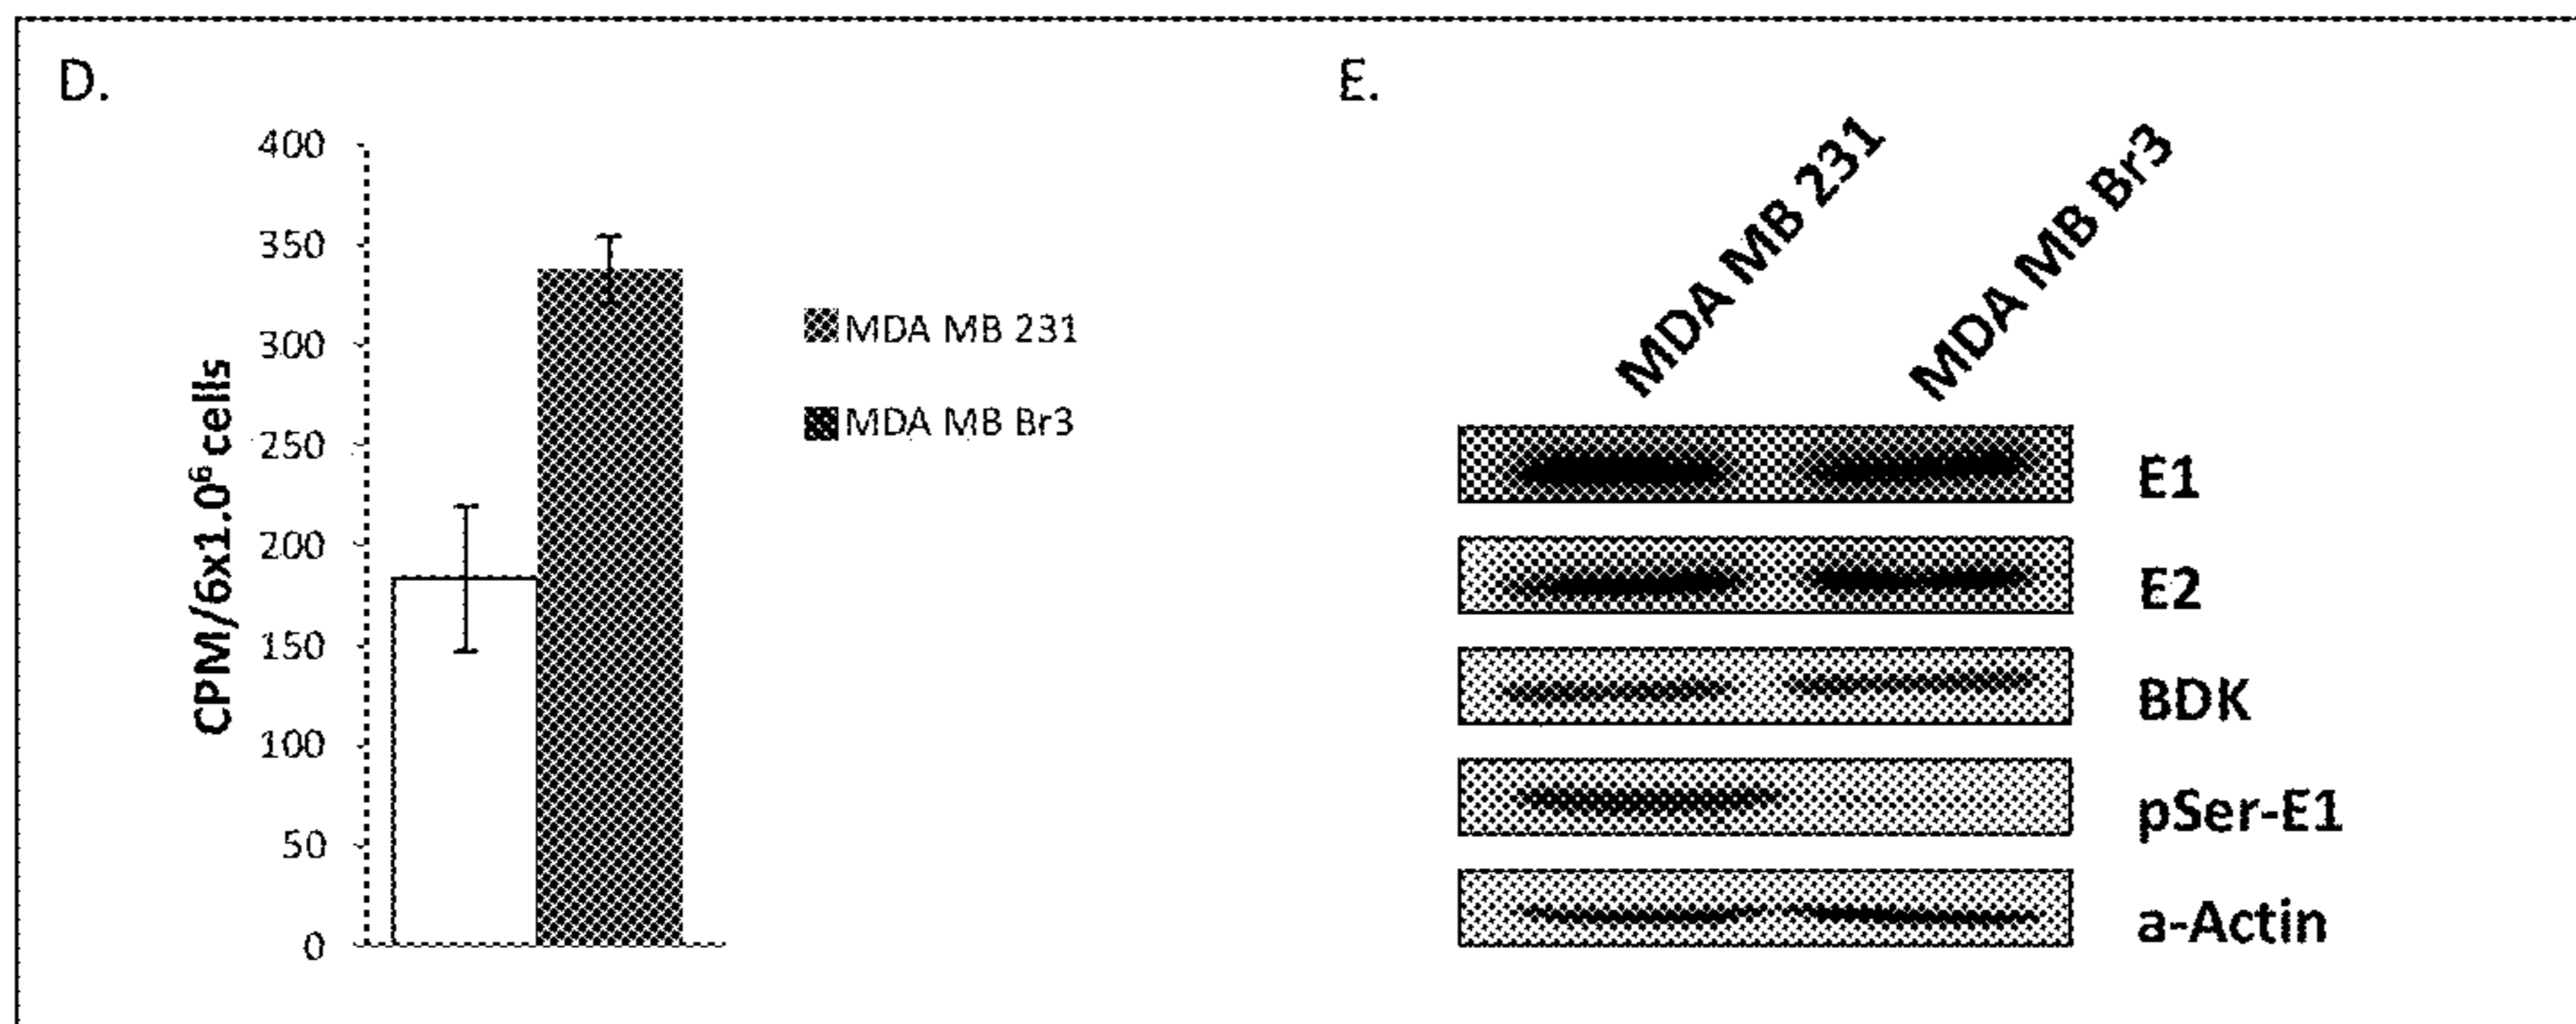 D.
400
350
300
250
200
150
100
50
0
CPM/6x1.0⁶ cells
MDA MB 231
MDA MB Br3
E.
MDA MB 231
MDA MB Br3
E1
E2
BDK
pSer-E1
a-Actin